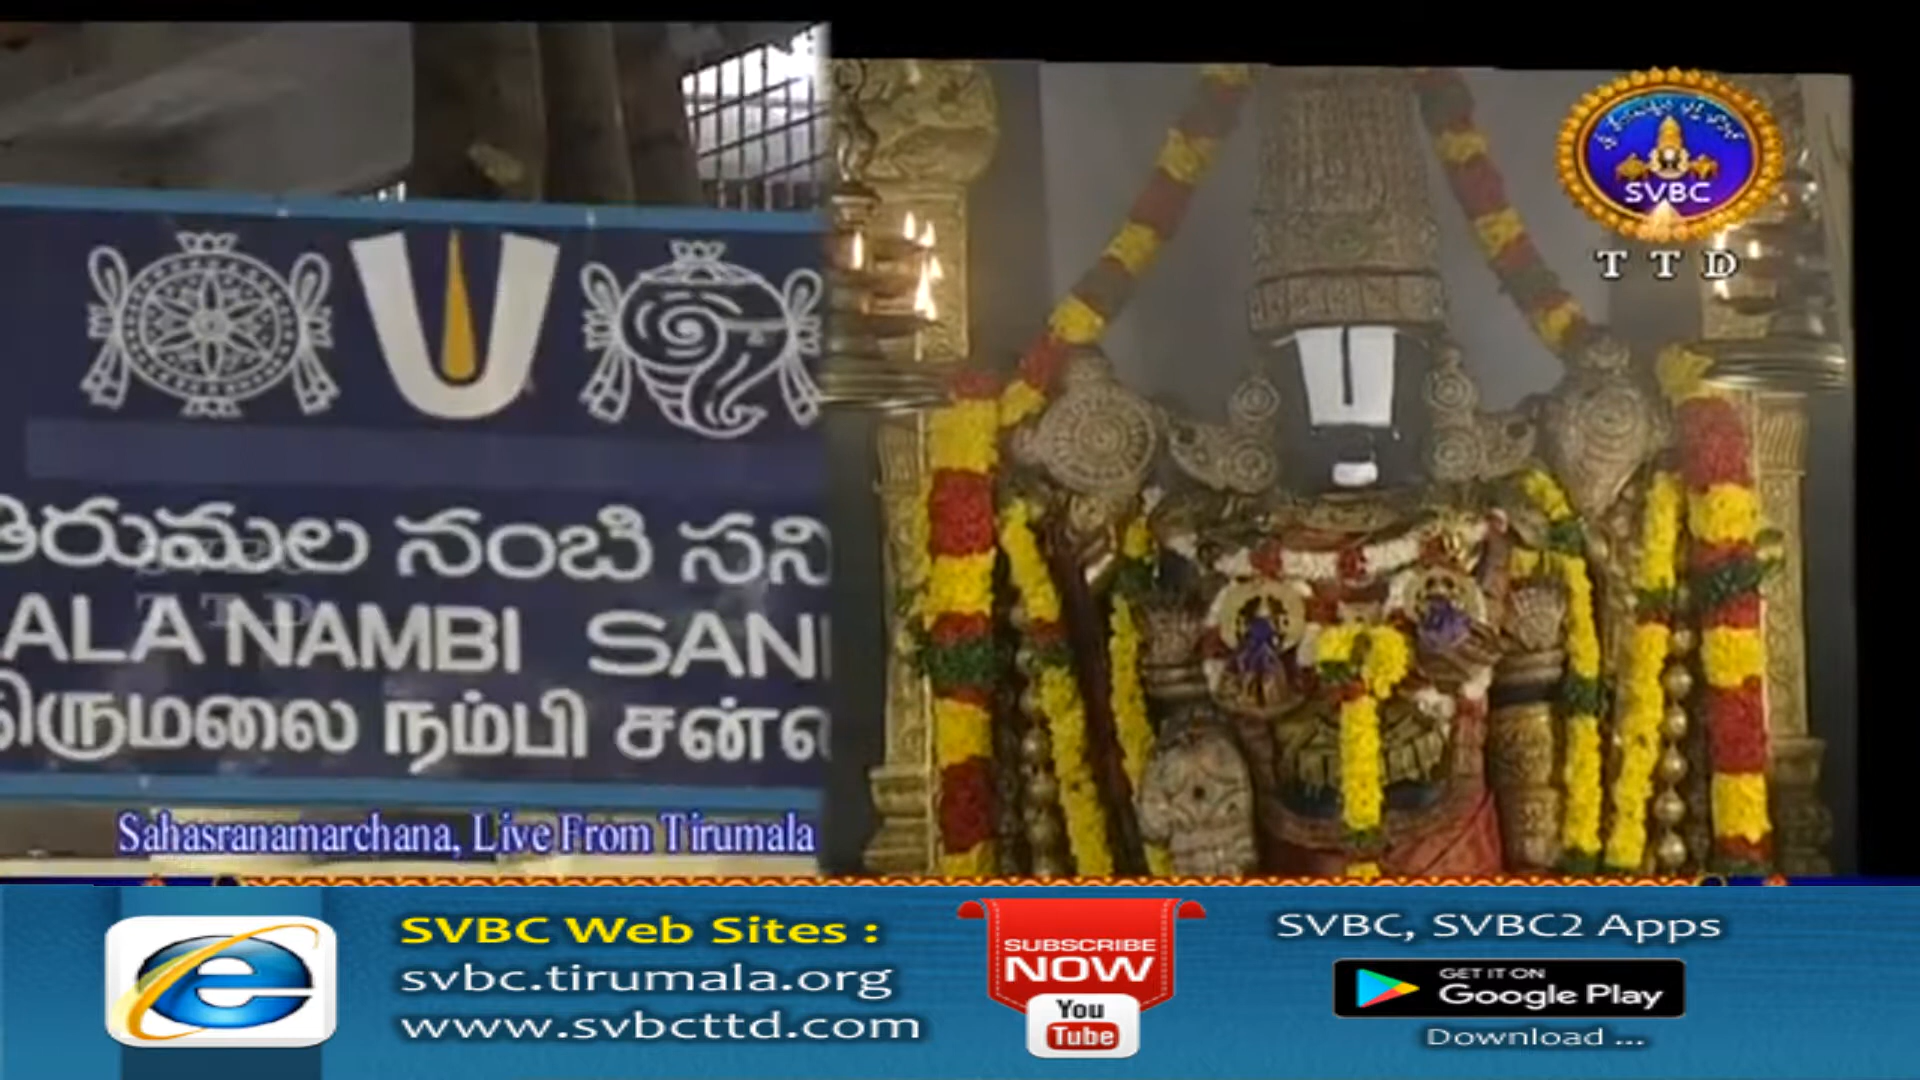 SVBC
T T D
తిరుమల నంబి సన్ని
ALA NAMBI SAN
திருமலை நம்பி சன்
Sahasranamarchana, Live From Tirumala
SVBC Web Sites :
svbc.tirumala.org
www.svbcttd.com
SUBSCRIBE
NOW
You
Tube
SVBC, SVBC2 Apps
GET IT ON
Google Play
Download ...